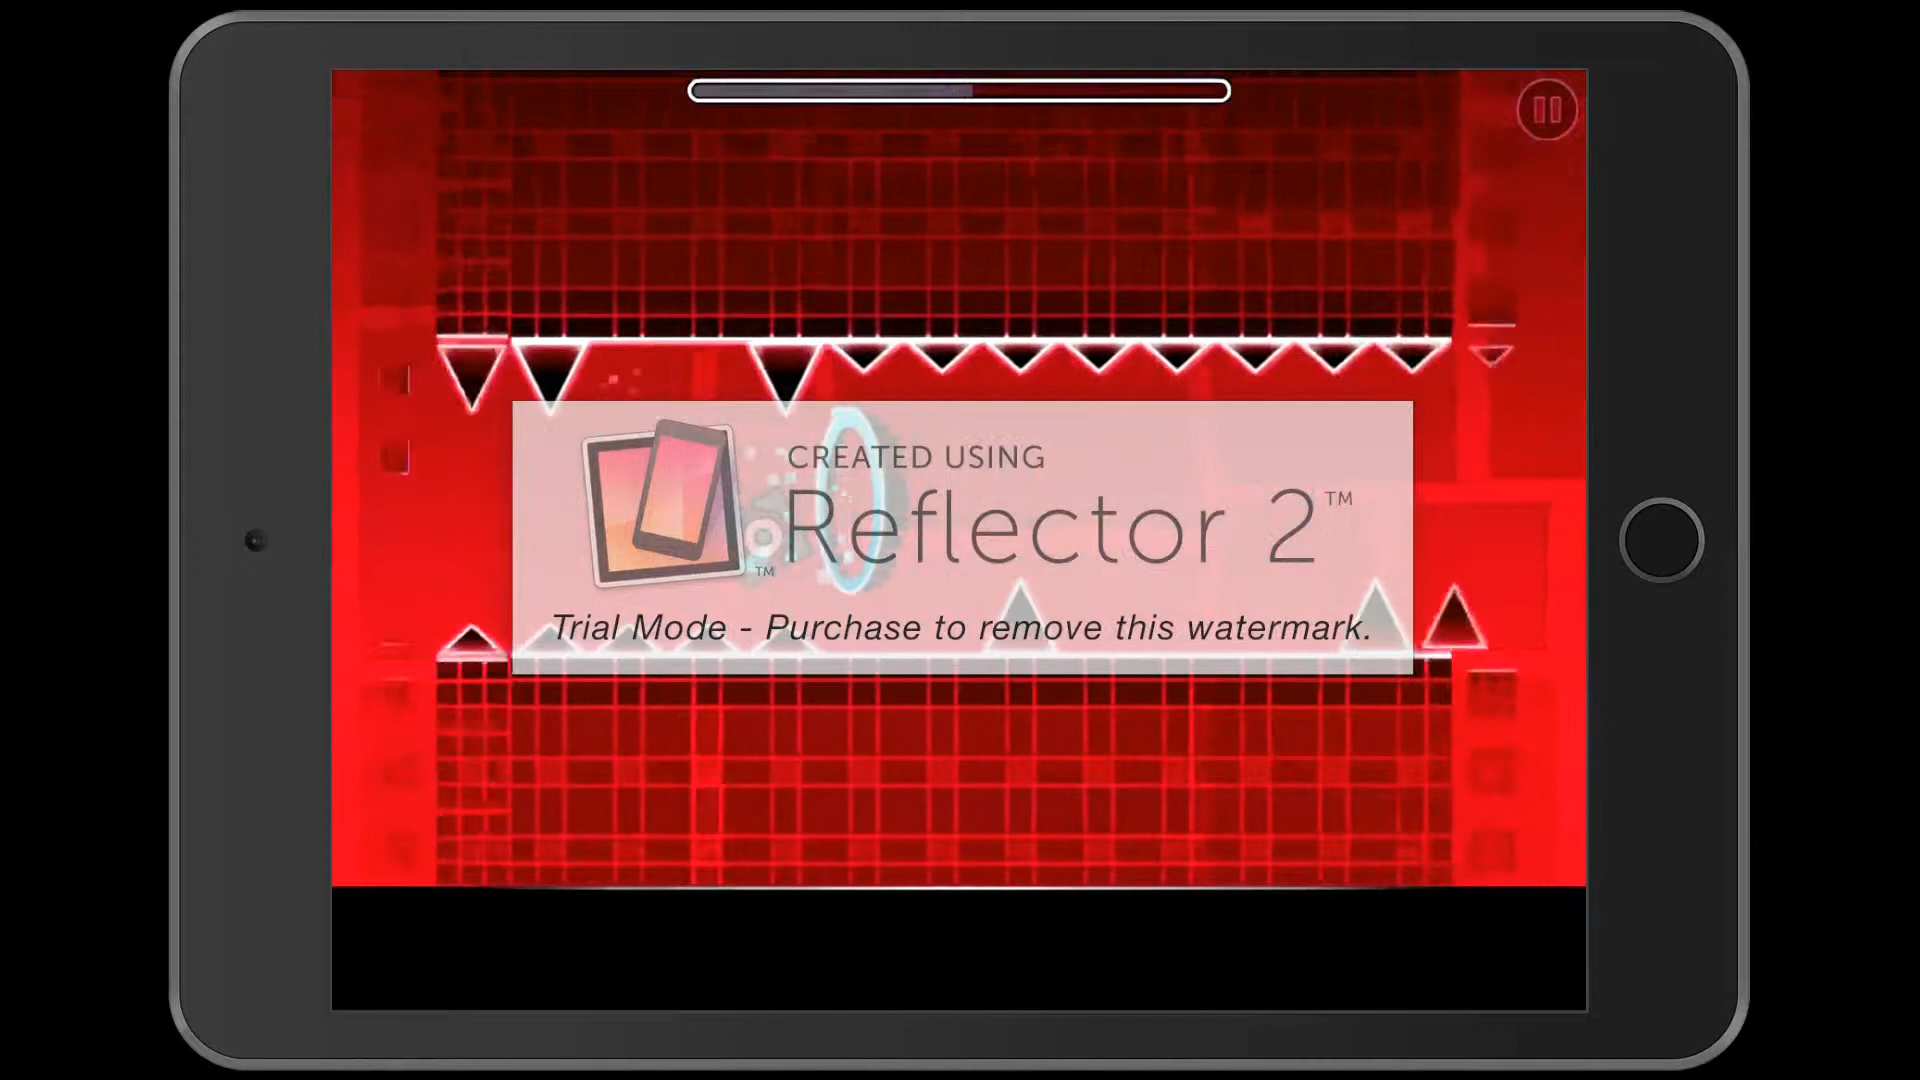 CREATED USING
Reflector 2™
™
Trial Mode - Purchase to remove this watermark.